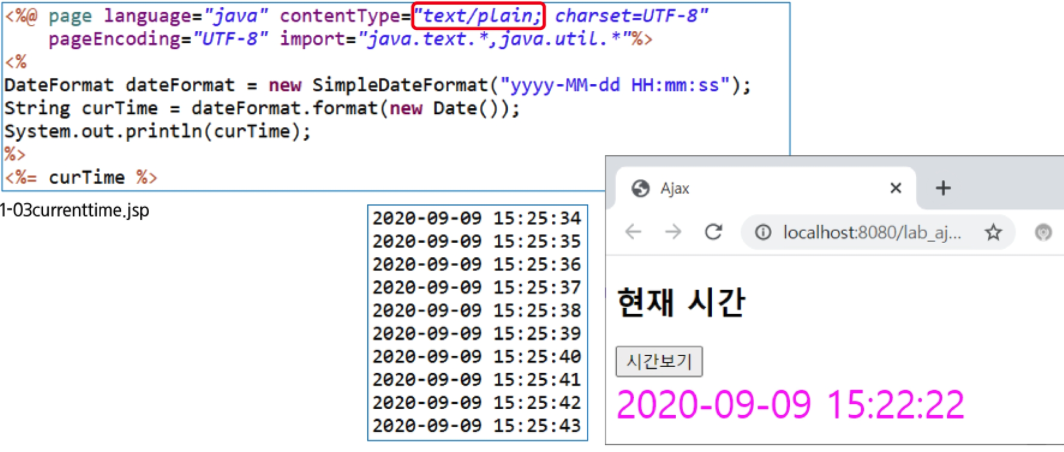 <%@ page language="java" contentType="text/plain; charset=UTF-8"
pageEncoding="UTF-8" import="java.text.*,java.util.*"%>
<%
DateFormat dateFormat = new SimpleDateFormat("yyyy-MM-dd HH:mm:ss");
String curTime = dateFormat.format(new Date());
System.out.println(curTime);
%>
<%= curTime %>
1-03currenttime.jsp
2020-09-09 15:25:34
2020-09-09 15:25:35
2020-09-09 15:25:36
2020-09-09 15:25:37
2020-09-09 15:25:38
2020-09-09 15:25:39
2020-09-09 15:25:40
2020-09-09 15:25:41
2020-09-09 15:25:42
2020-09-09 15:25:43
Ajax
localhost:8080/lab_aj...
현재 시간
시간보기
2020-09-09 15:22:22